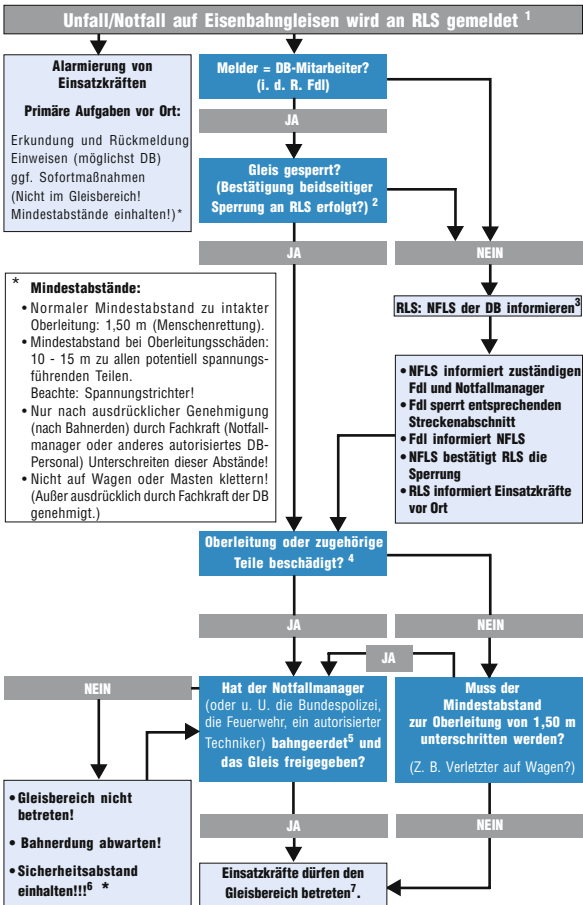 Unfall/Notfall auf Eisenbahngleisen wird an RLS gemeldet 1
Alarmierung von
Einsatzkräften
Primäre Aufgaben vor Ort:
Erkundung und Rückmeldung
Einweisen (möglichst DB)
ggf. Sofortmaßnahmen
(Nicht im Gleisbereich!
Mindestabstände einhalten!)*
Melder = DB-Mitarbeiter?
(i. d. R. Fdl)
JA
Gleis gesperrt?
(Bestätigung beidseitiger
Sperrung an RLS erfolgt?) 2
JA
NEIN
* Mindestabstände:
• Normaler Mindestabstand zu intakter
Oberleitung: 1,50 m (Menschenrettung).
• Mindestabstand bei Oberleitungsschäden:
10 - 15 m zu allen potentiell spannungs-
führenden Teilen.
Beachte: Spannungstrichter!
• Nur nach ausdrücklicher Genehmigung
(nach Bahnerden) durch Fachkraft (Notfall-
manager oder anderes autorisiertes DB-
Personal) Unterschreiten dieser Abstände!
• Nicht auf Wagen oder Masten klettern!
(Außer ausdrücklich durch Fachkraft der DB
genehmigt.)
RLS: NFLS der DB informieren3
• NFLS informiert zuständigen
Fdl und Notfallmanager
• Fdl sperrt entsprechenden
Streckenabschnitt
• Fdl informiert NFLS
• NFLS bestätigt RLS die
Sperrung
• RLS informiert Einsatzkräfte
vor Ort
Oberleitung oder zugehörige
Teile beschädigt? 4
JA
NEIN
JA
NEIN
Hat der Notfallmanager
(oder u. U. die Bundespolizei,
die Feuerwehr, ein autorisierter
Techniker) bahngeerdet5 und
das Gleis freigegeben?
Muss der
Mindestabstand
zur Oberleitung von 1,50 m
unterschritten werden?
(Z. B. Verletzter auf Wagen?)
• Gleisbereich nicht
betreten!
• Bahnerdung abwarten!
• Sicherheitsabstand
einhalten!!!6 *
JA
NEIN
Einsatzkräfte dürfen den
Gleisbereich betreten7.